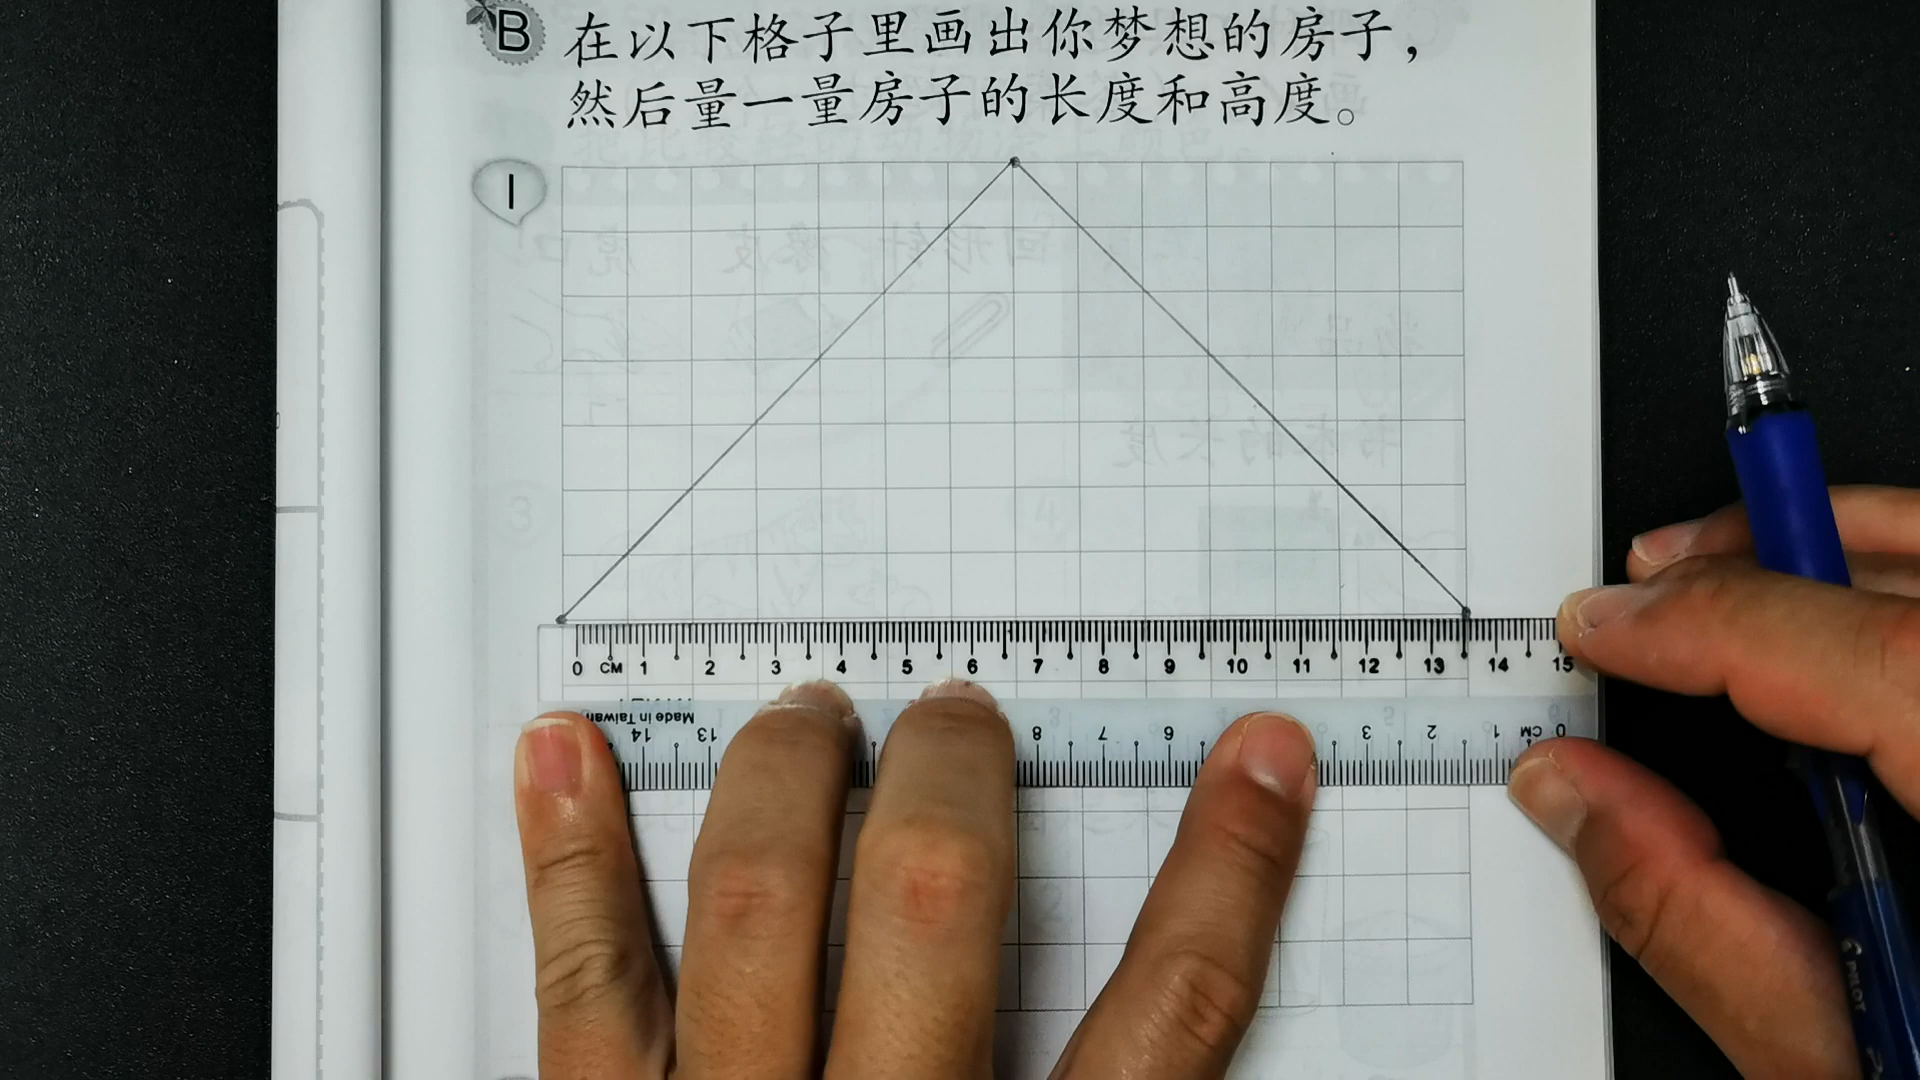 B 在以下格子里画出你梦想的房子，
然后量一量房子的长度和高度。
1
0 CM 1 2 3 4 5 6 7 8 9 10 11 12 13 14 15
Made in Taiwan
14 13 8 7 6 3 2 1 CM 0
PILOT